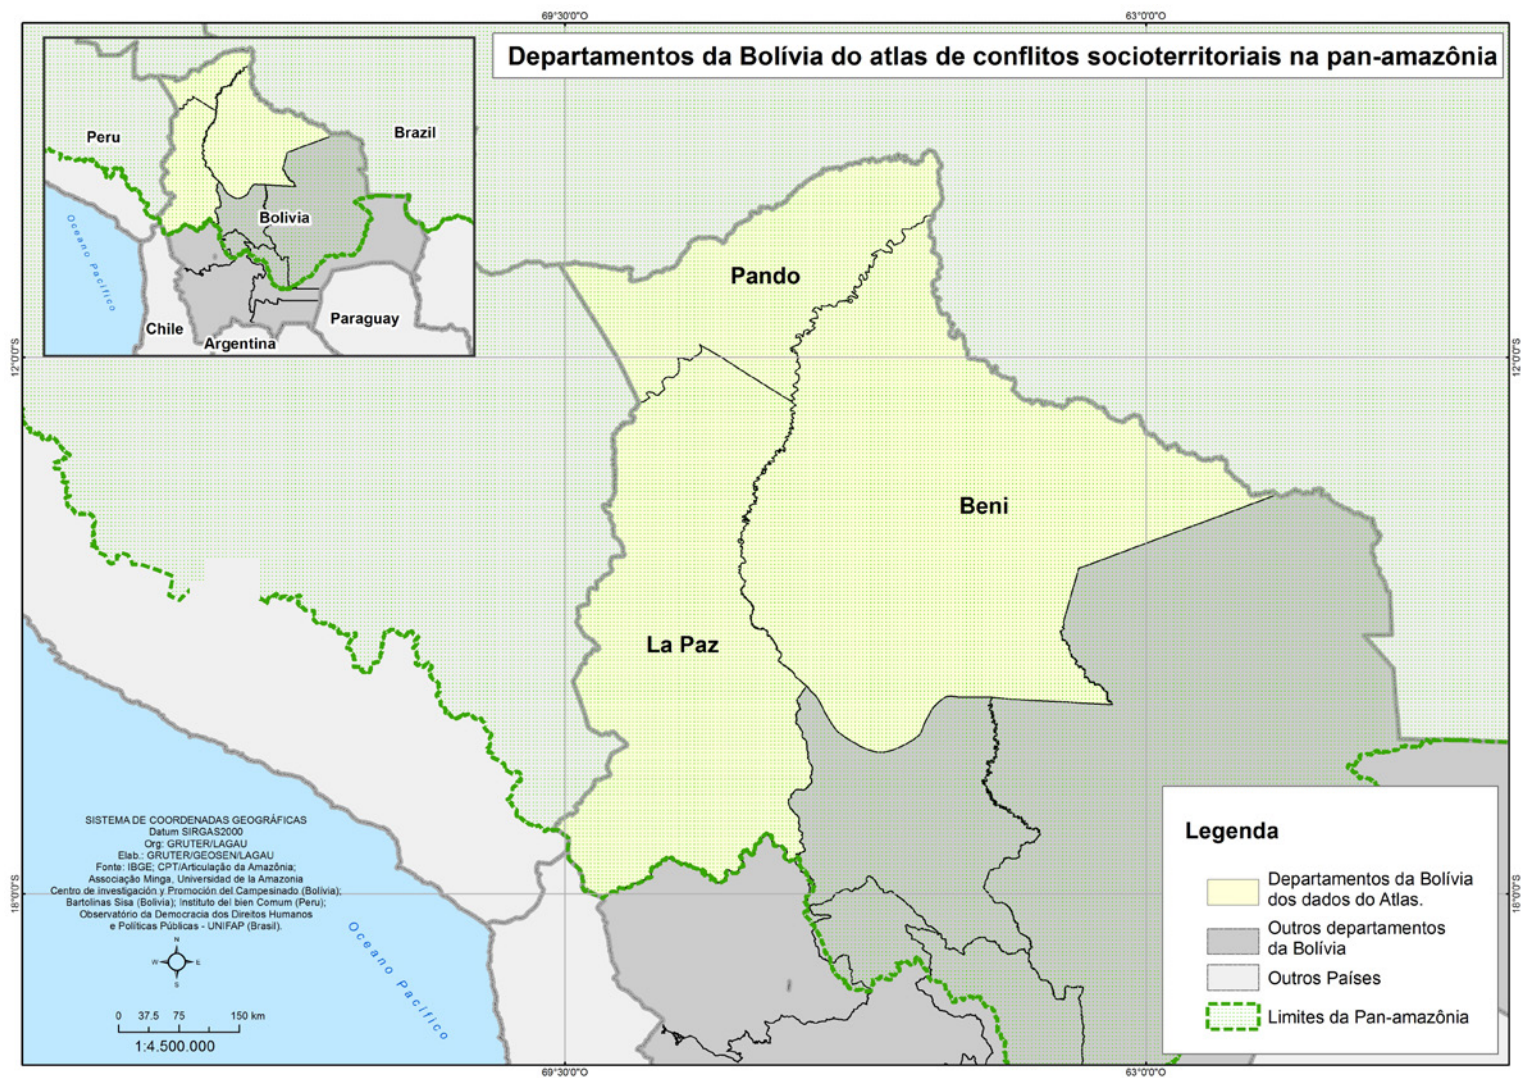 69°30'0"O
63°0'0"O
Departamentos da Bolívia do atlas de conflitos socioterritoriais na pan-amazônia
Peru
Brazil
Bolivia
Oceano Pacífico
Chile
Argentina
Paraguay
12°0'0"S
12°0'0"S
Pando
Beni
La Paz
SISTEMA DE COORDENADAS GEOGRÁFICAS
Datum SIRGAS2000
Org: GRUTER/LAGAU
Elab.: GRUTER/GEOSEN/LAGAU
Fonte: IBGE; CPT/Articulação da Amazônia;
Associação Minga, Universidad de la Amazonia
Centro de investigación y Promoción del Campesinado (Bolívia);
Bartolinas Sisa (Bolivia); Instituto del bien Comum (Peru);
Observatório da Democracia dos Direitos Humanos
e Políticas Públicas - UNIFAP (Brasil).
N
W
E
S
0 37.5 75 150 km
1:4.500.000
Oceano Pacífico
18°0'0"S
18°0'0"S
Legenda
Departamentos da Bolívia
dos dados do Atlas.
Outros departamentos
da Bolívia
Outros Países
Limites da Pan-amazônia
69°30'0"O
63°0'0"O